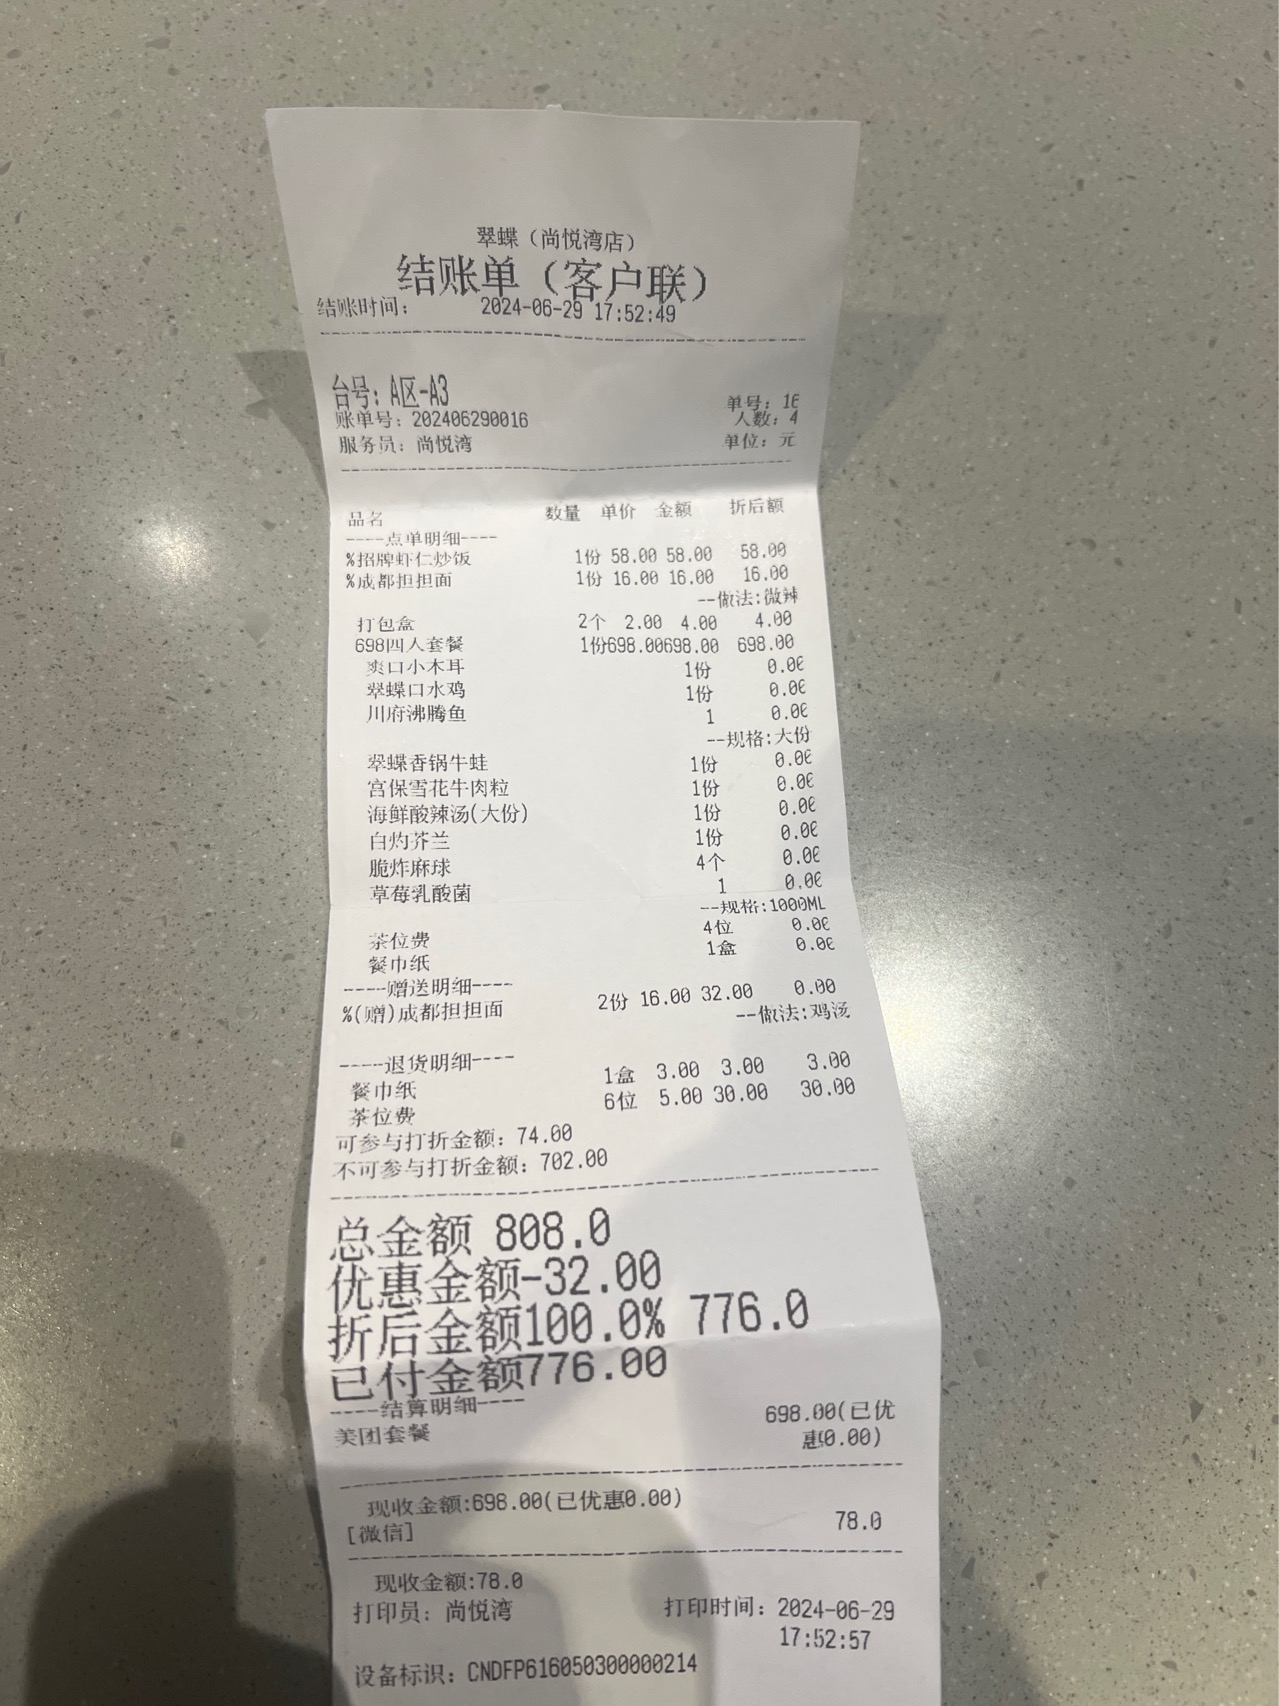 翠蝶（尚悦湾店）
结账单（客户联）
结账时间： 2024-06-29 17:52:49
台号：A区-A3
单号：16
账单号：202406290016 人数：4
服务员：尚悦湾 单位：元
品名 数量 单价 金额 折后额
----点单明细----
%招牌虾仁炒饭 1份 58.00 58.00 58.00
%成都担担面 1份 16.00 16.00 16.00
--做法:微辣
打包盒 2个 2.00 4.00 4.00
698四人套餐 1份698.00698.00 698.00
爽口小木耳 1份 0.00
翠蝶口水鸡 1份 0.00
川府沸腾鱼 1 0.00
--规格:大份
翠蝶香锅牛蛙 1份 0.00
宫保雪花牛肉粒 1份 0.00
海鲜酸辣汤(大份) 1份 0.00
白灼芥兰 1份 0.00
脆炸麻球 4个 0.00
草莓乳酸菌 1 0.00
--规格:1000ML
茶位费 4位 0.00
餐巾纸 1盒 0.00
----赠送明细----
%(赠)成都担担面 2份 16.00 32.00 0.00
--做法:鸡汤
----退货明细----
餐巾纸 1盒 3.00 3.00 3.00
茶位费 6位 5.00 30.00 30.00
可参与打折金额：74.00
不可参与打折金额：702.00
总金额 808.0
优惠金额-32.00
折后金额100.0% 776.0
已付金额776.00
----结算明细----
美团套餐 698.00(已优
惠0.00)
现收金额:698.00(已优惠0.00)
[微信] 78.0
现收金额:78.0
打印员：尚悦湾 打印时间：2024-06-29
17:52:57
设备标识：CNDFP616050300000214